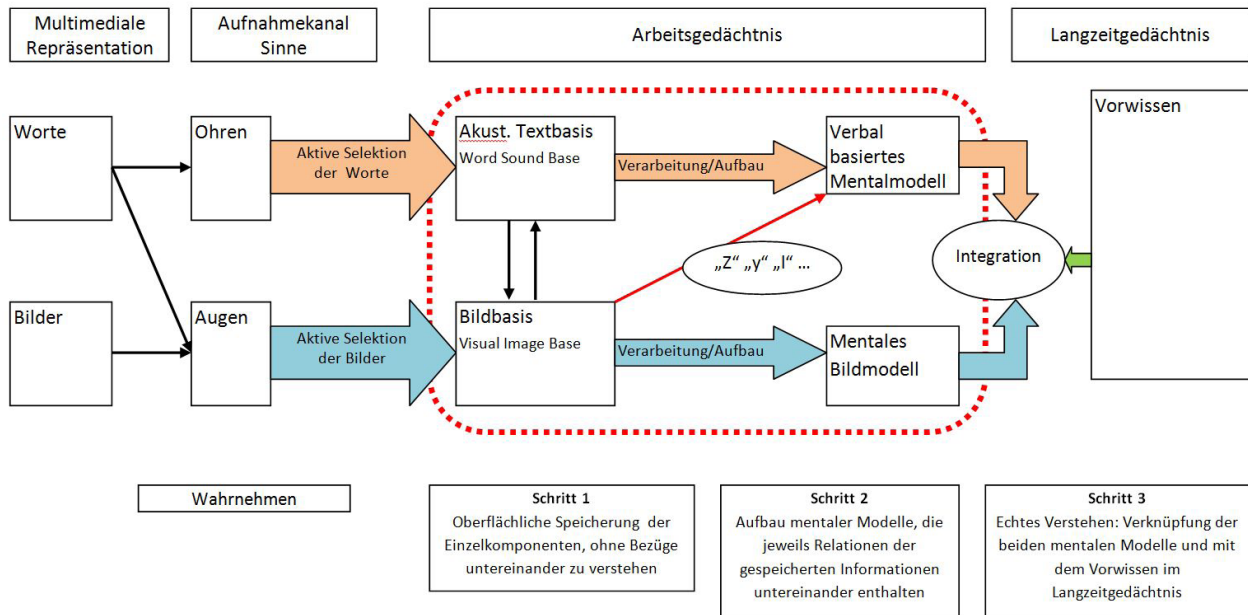 Multimediale
Repräsentation
Aufnahmekanal
Sinne
Arbeitsgedächtnis
Langzeitgedächtnis
Worte
Ohren
Aktive Selektion
der Worte
Akust. Textbasis
Word Sound Base
Verarbeitung/Aufbau
Verbal
basiertes
Mentalmodell
Vorwissen
„Z“ „y“ „l“ ...
Integration
Bilder
Augen
Aktive Selektion
der Bilder
Bildbasis
Visual Image Base
Verarbeitung/Aufbau
Mentales
Bildmodell
Wahrnehmen
Schritt 1
Oberflächliche Speicherung der
Einzelkomponenten, ohne Bezüge
untereinander zu verstehen
Schritt 2
Aufbau mentaler Modelle, die
jeweils Relationen der
gespeicherten Informationen
untereinander enthalten
Schritt 3
Echtes Verstehen: Verknüpfung der
beiden mentalen Modelle und mit
dem Vorwissen im
Langzeitgedächtnis